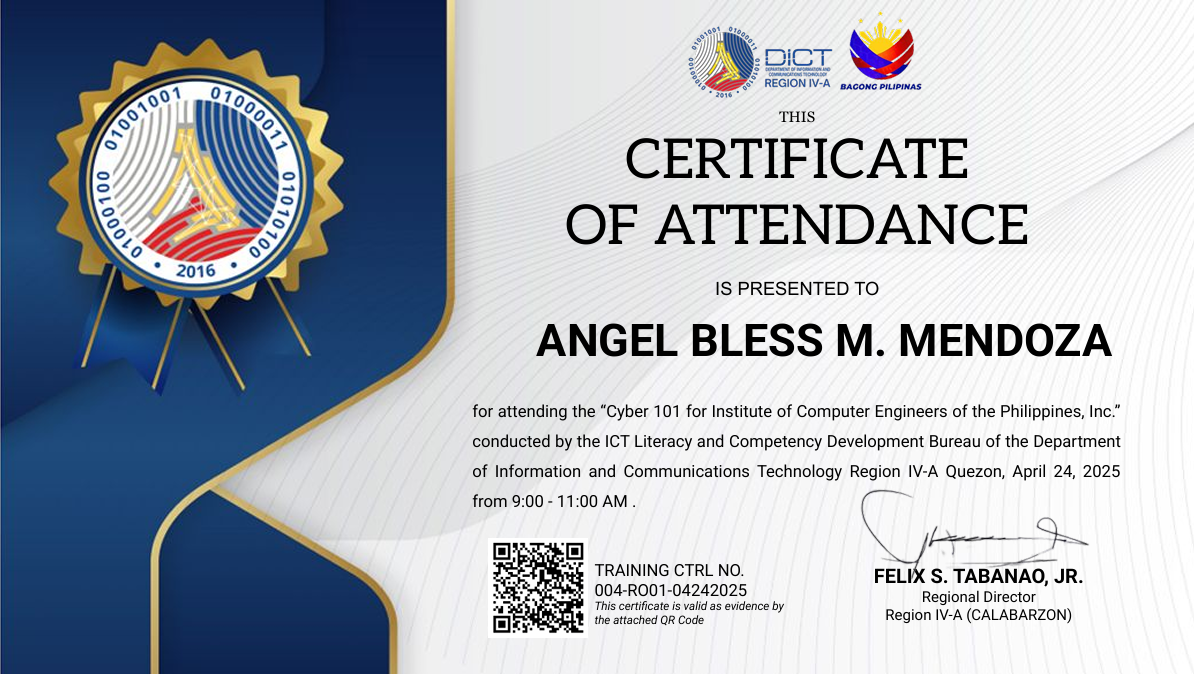 01001001 01000011 01010100 01000100
• 2016 •
01001001 01000011 01010100 01000100
• 2016 •
DICT
DEPARTMENT OF INFORMATION AND
COMMUNICATIONS TECHNOLOGY
REGION IV-A
BAGONG PILIPINAS
THIS
CERTIFICATE
OF ATTENDANCE
IS PRESENTED TO
ANGEL BLESS M. MENDOZA
for attending the “Cyber 101 for Institute of Computer Engineers of the Philippines, Inc.”
conducted by the ICT Literacy and Competency Development Bureau of the Department
of Information and Communications Technology Region IV-A Quezon, April 24, 2025
from 9:00 - 11:00 AM .
TRAINING CTRL NO.
004-RO01-04242025
This certificate is valid as evidence by
the attached QR Code
FELIX S. TABANAO, JR.
Regional Director
Region IV-A (CALABARZON)